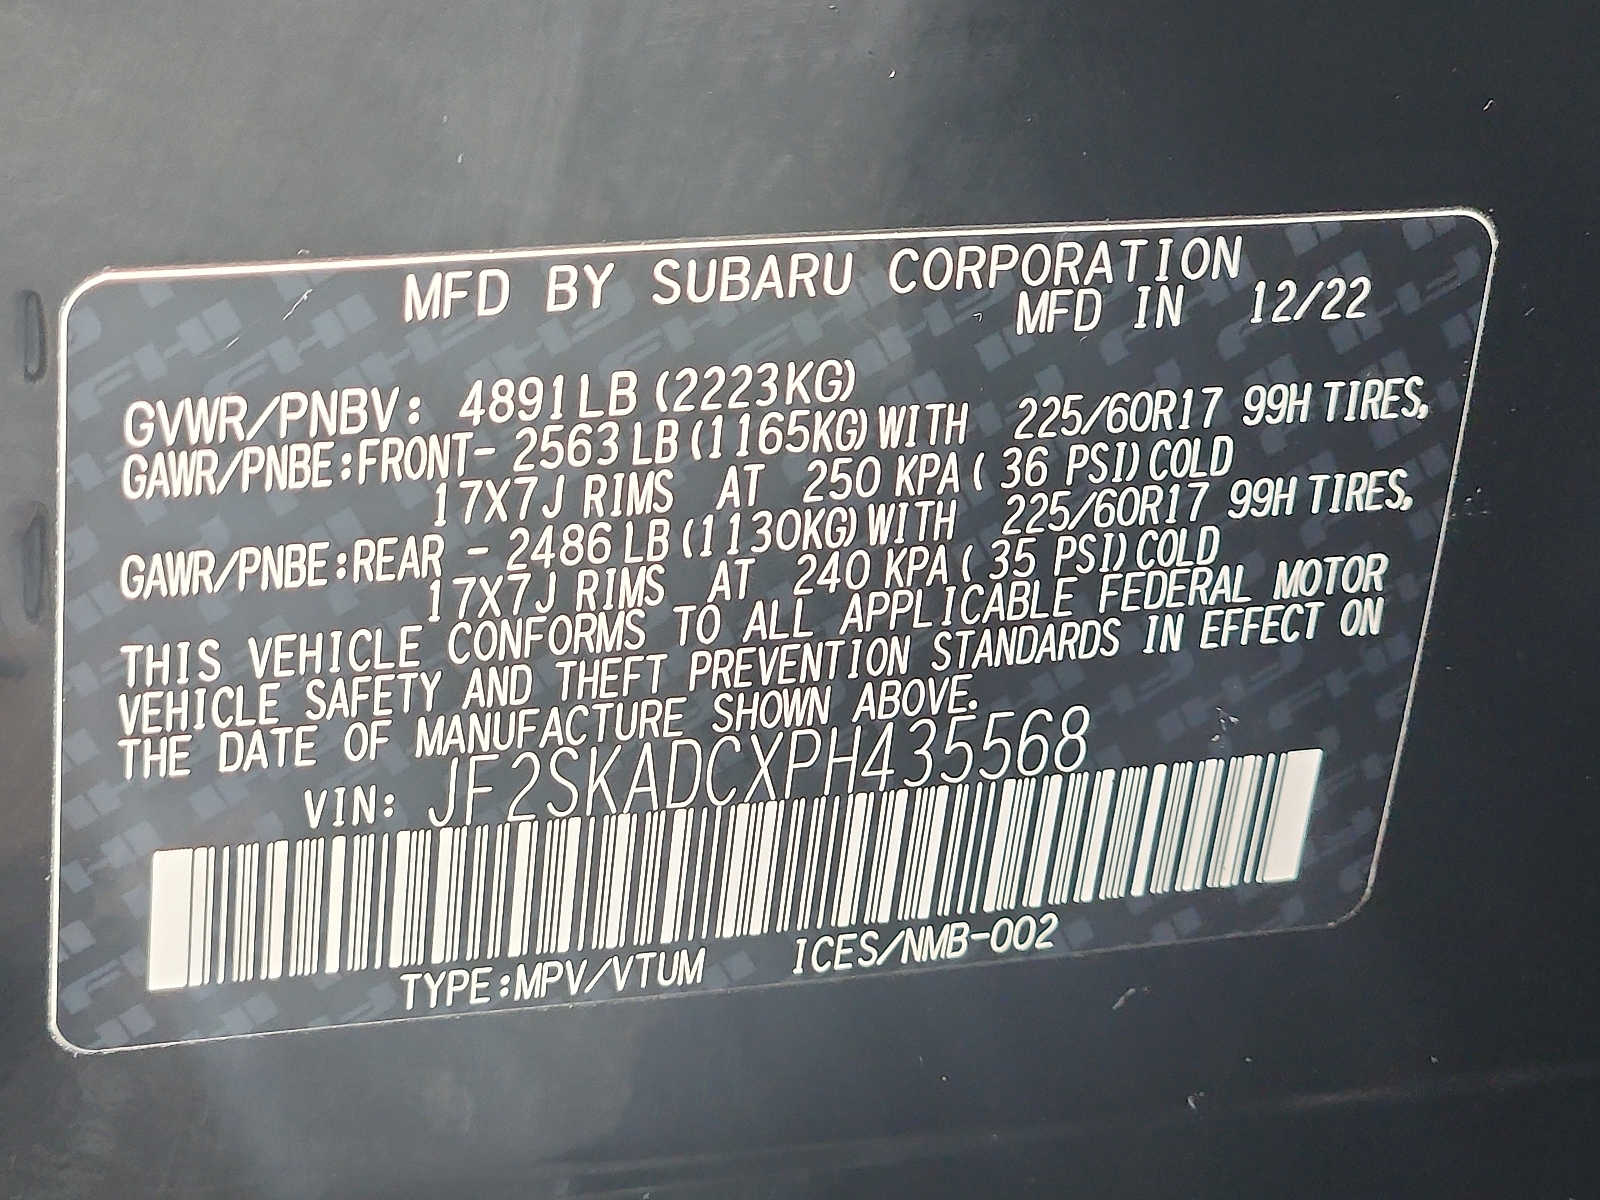 MFD BY SUBARU CORPORATION
MFD IN 12/22
GVWR/PNBV: 4891LB (2223KG)
GAWR/PNBE:FRONT- 2563LB (1165KG) WITH 225/60R17 99H TIRES,
17X7J RIMS AT 250 KPA ( 36 PSI) COLD
GAWR/PNBE:REAR - 2486LB (1130KG) WITH 225/60R17 99H TIRES,
17X7J RIMS AT 240 KPA ( 35 PSI) COLD
THIS VEHICLE CONFORMS TO ALL APPLICABLE FEDERAL MOTOR
VEHICLE SAFETY AND THEFT PREVENTION STANDARDS IN EFFECT ON
THE DATE OF MANUFACTURE SHOWN ABOVE.
VIN: JF2SKADCXPH435568
TYPE:MPV/VTUM ICES/NMB-002